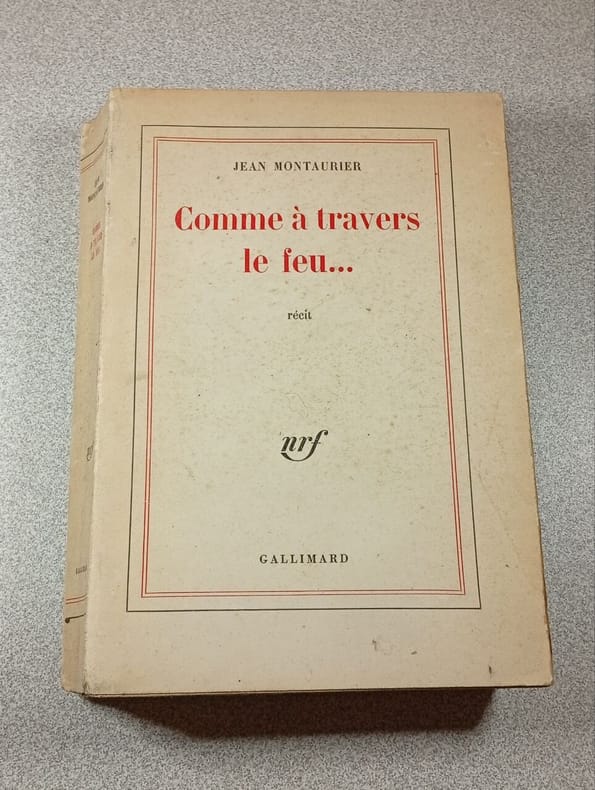 JEAN MONTAURIER
Comme à travers
le feu...
récit
nrf
GALLIMARD